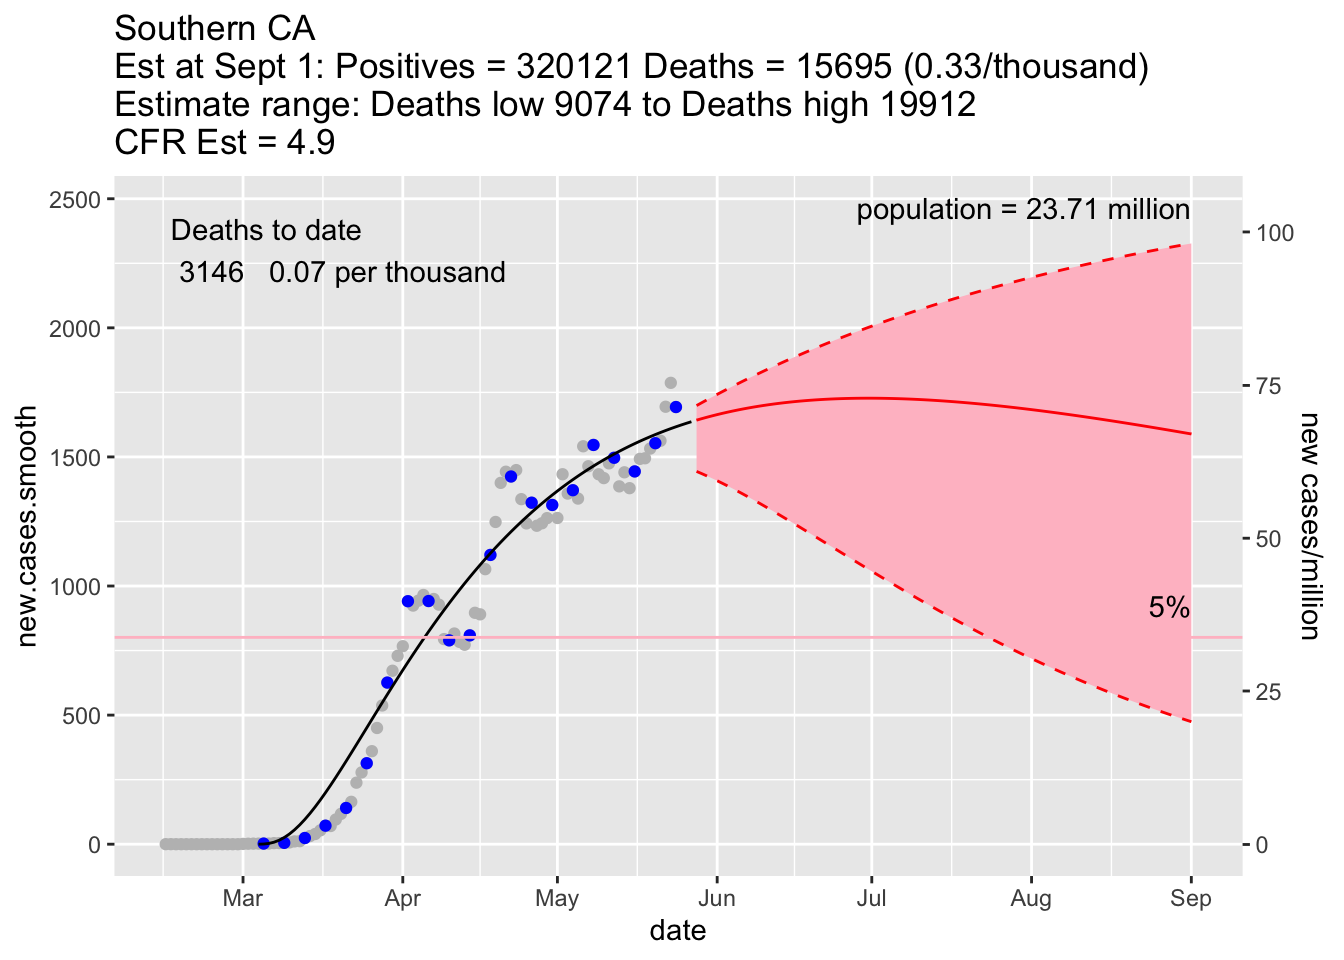 Southern CA
Est at Sept 1: Positives = 320121 Deaths = 15695 (0.33/thousand)
Estimate range: Deaths low 9074 to Deaths high 19912
CFR Est = 4.9
2500
2000
1500
1000
500
0
new.cases.smooth
Deaths to date
3146 0.07 per thousand
population = 23.71 million
5%
100
75
50
25
0
new cases/million
Mar Apr May Jun Jul Aug Sep
date